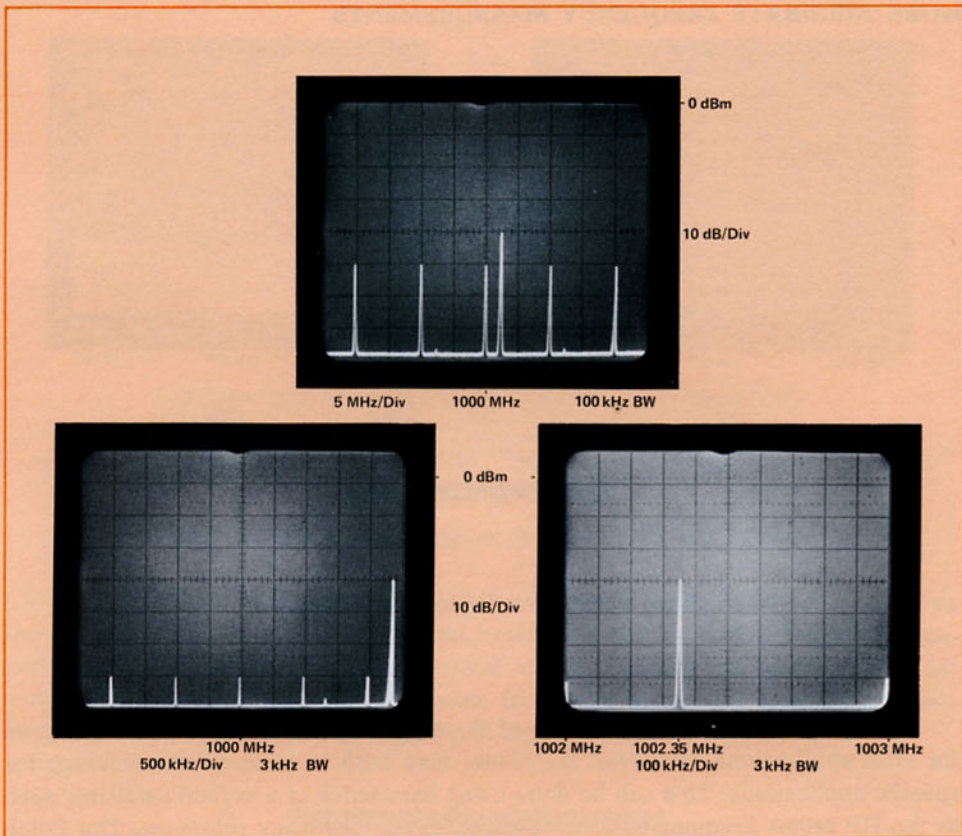 0 dBm
10 dB/Div
5 MHz/Div 1000 MHz 100 kHz BW
0 dBm
10 dB/Div
1000 MHz
500 kHz/Div 3 kHz BW
1002 MHz 1002.35 MHz 1003 MHz
100 kHz/Div 3 kHz BW